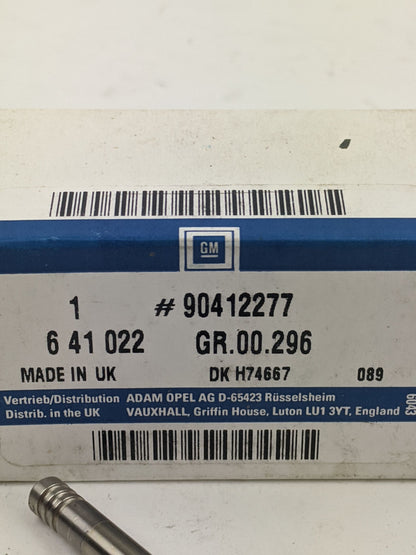 GM
1 # 90412277
6 41 022 GR.00.296
MADE IN UK DK H74667 089
Vertrieb/Distribution ADAM OPEL AG D-65423 Rüsselsheim
Distrib. in the UK VAUXHALL, Griffin House, Luton LU1 3YT, England